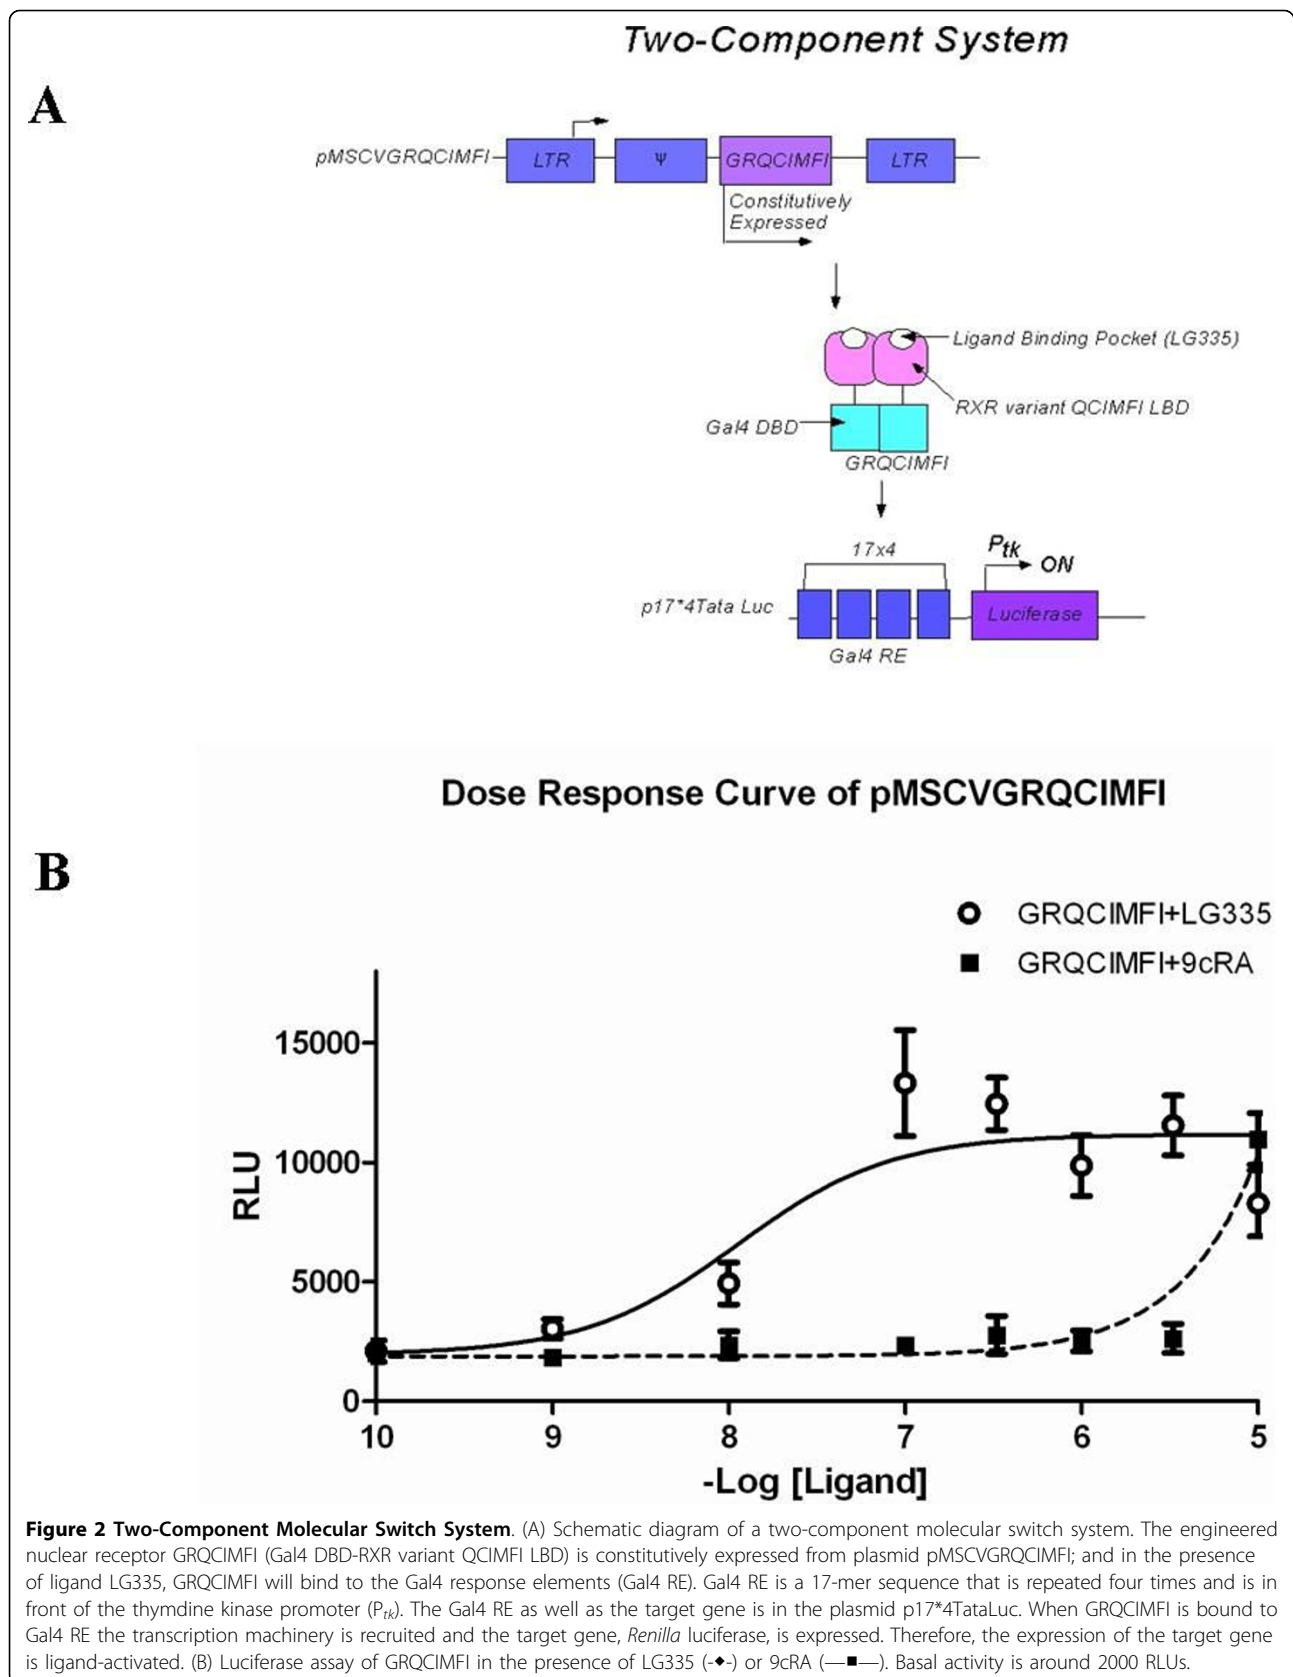 Two-Component System
A
pMSCVGRQCIMFI
LTR
Ψ
GRQCIMFI
LTR
Constitutively
Expressed
Ligand Binding Pocket (LG335)
RXR variant QCIMFI LBD
Gal4 DBD
GRQCIMFI
17x4
Ptk
ON
p17*4Tata Luc
Luciferase
Gal4 RE
Dose Response Curve of pMSCVGRQCIMFI
B
GRQCIMFI+LG335
GRQCIMFI+9cRA
15000
10000
5000
0
RLU
10 9 8 7 6 5
-Log [Ligand]
Figure 2 Two-Component Molecular Switch System. (A) Schematic diagram of a two-component molecular switch system. The engineered
nuclear receptor GRQCIMFI (Gal4 DBD-RXR variant QCIMFI LBD) is constitutively expressed from plasmid pMSCVGRQCIMFI; and in the presence
of ligand LG335, GRQCIMFI will bind to the Gal4 response elements (Gal4 RE). Gal4 RE is a 17-mer sequence that is repeated four times and is in
front of the thymdine kinase promoter (Ptk). The Gal4 RE as well as the target gene is in the plasmid p17*4TataLuc. When GRQCIMFI is bound to
Gal4 RE the transcription machinery is recruited and the target gene, Renilla luciferase, is expressed. Therefore, the expression of the target gene
is ligand-activated. (B) Luciferase assay of GRQCIMFI in the presence of LG335 (-◆-) or 9cRA (—■—). Basal activity is around 2000 RLUs.